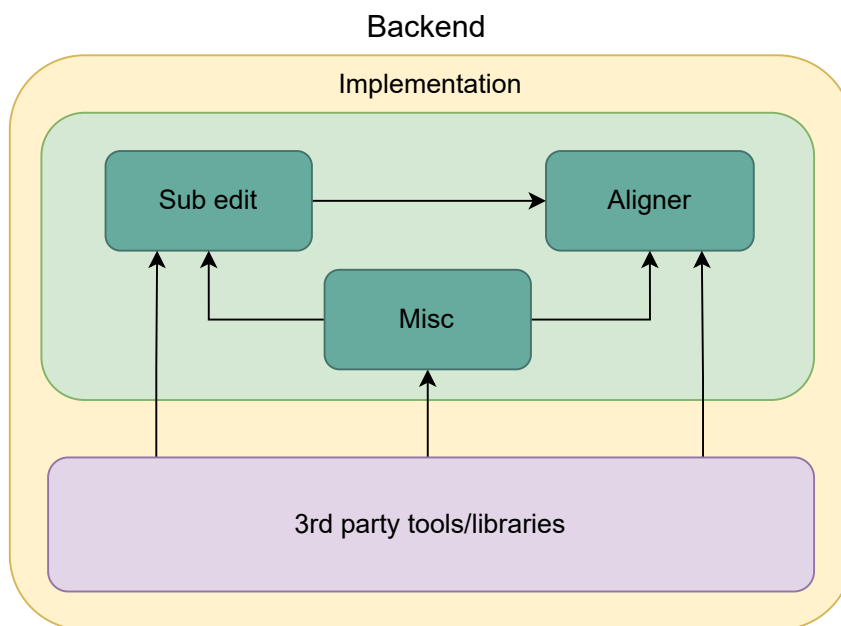 Backend
Implementation
Sub edit
Aligner
Misc
3rd party tools/libraries